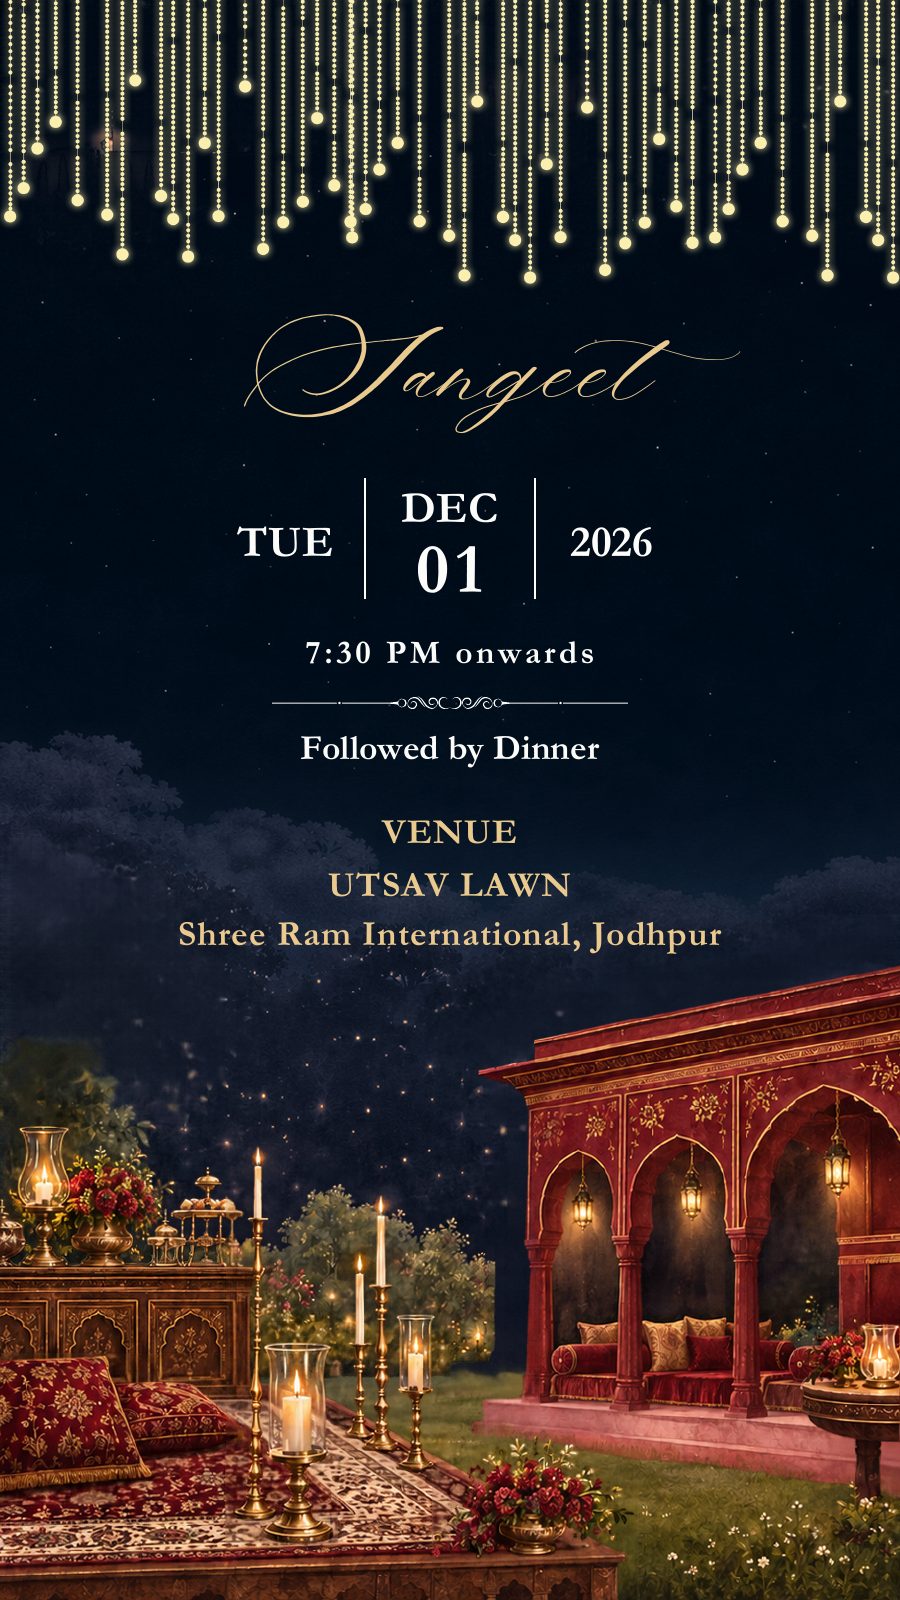 Sangeet
TUE
DEC
01
2026
7:30 PM onwards
Followed by Dinner
VENUE
UTSAV LAWN
Shree Ram International, Jodhpur